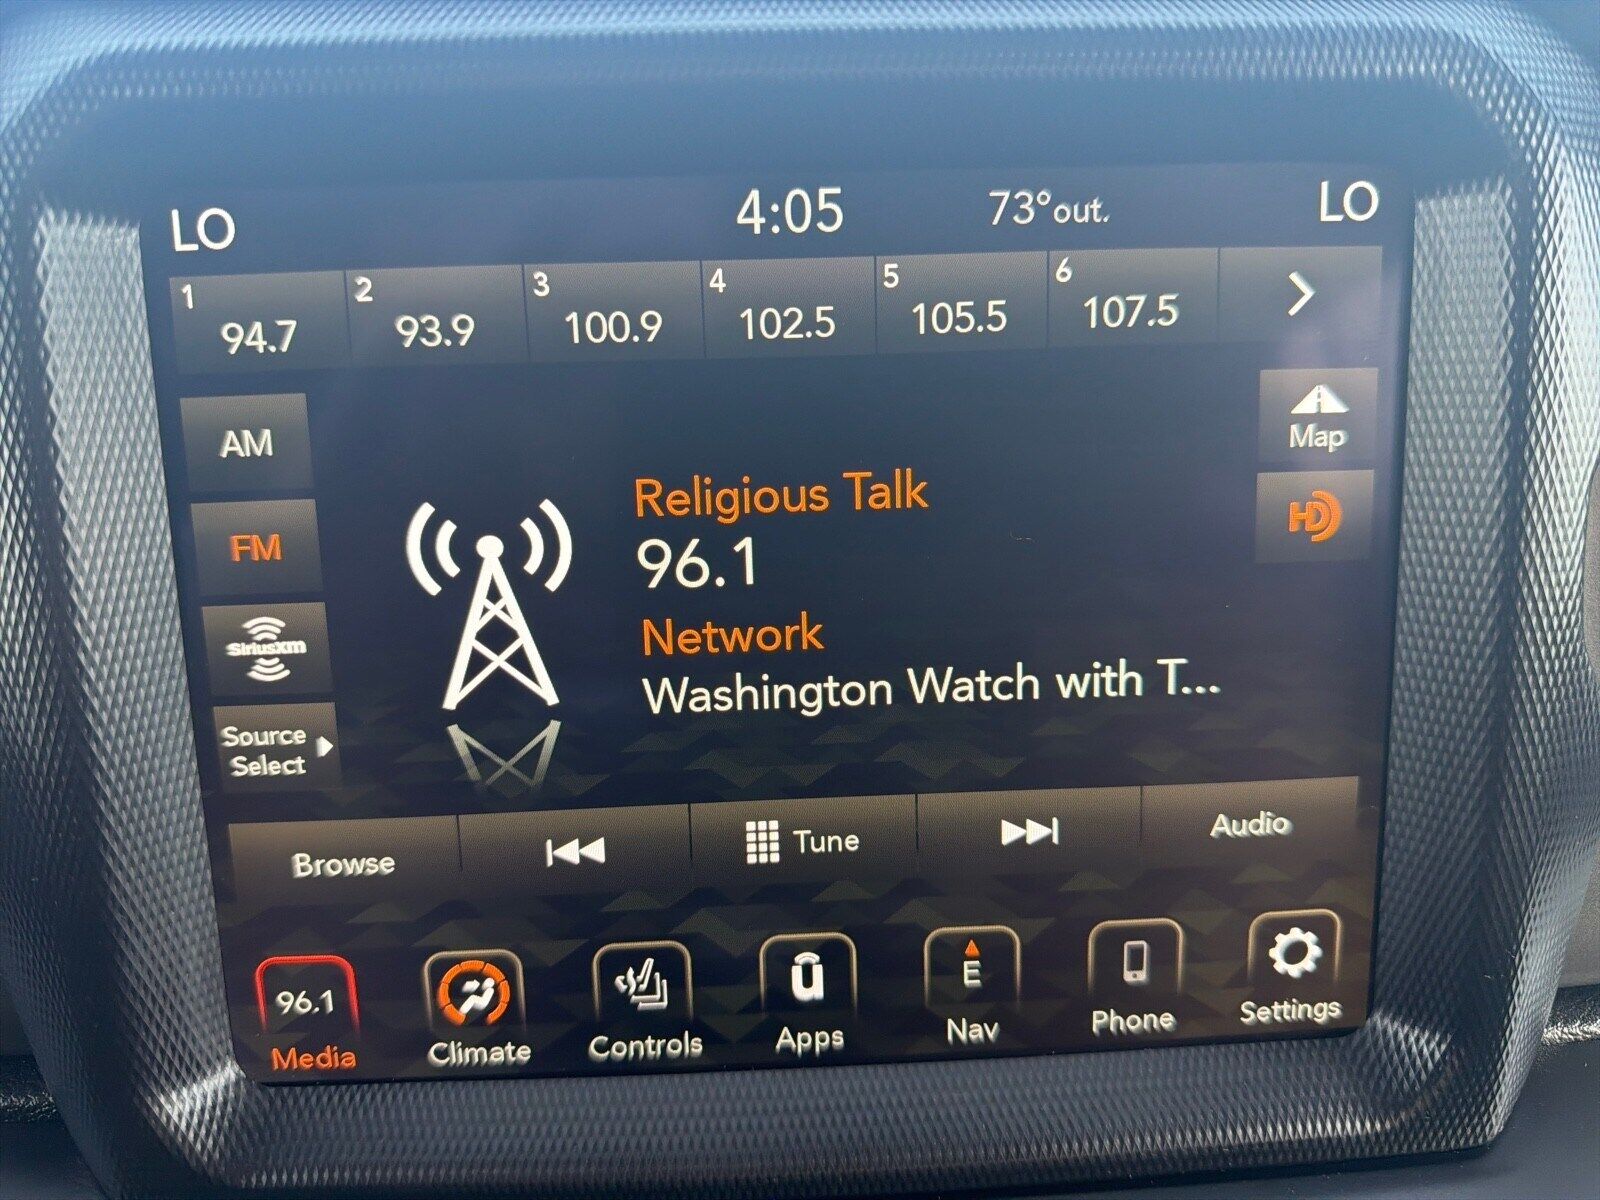 LO 4:05 73°out. LO
1 94.7 2 93.9 3 100.9 4 102.5 5 105.5 6 107.5
AM
FM
siriusxm
Source
Select
Map
HD
Religious Talk
96.1
Network
Washington Watch with T...
Browse Tune Audio
96.1 E
Media Climate Controls Apps Nav Phone Settings